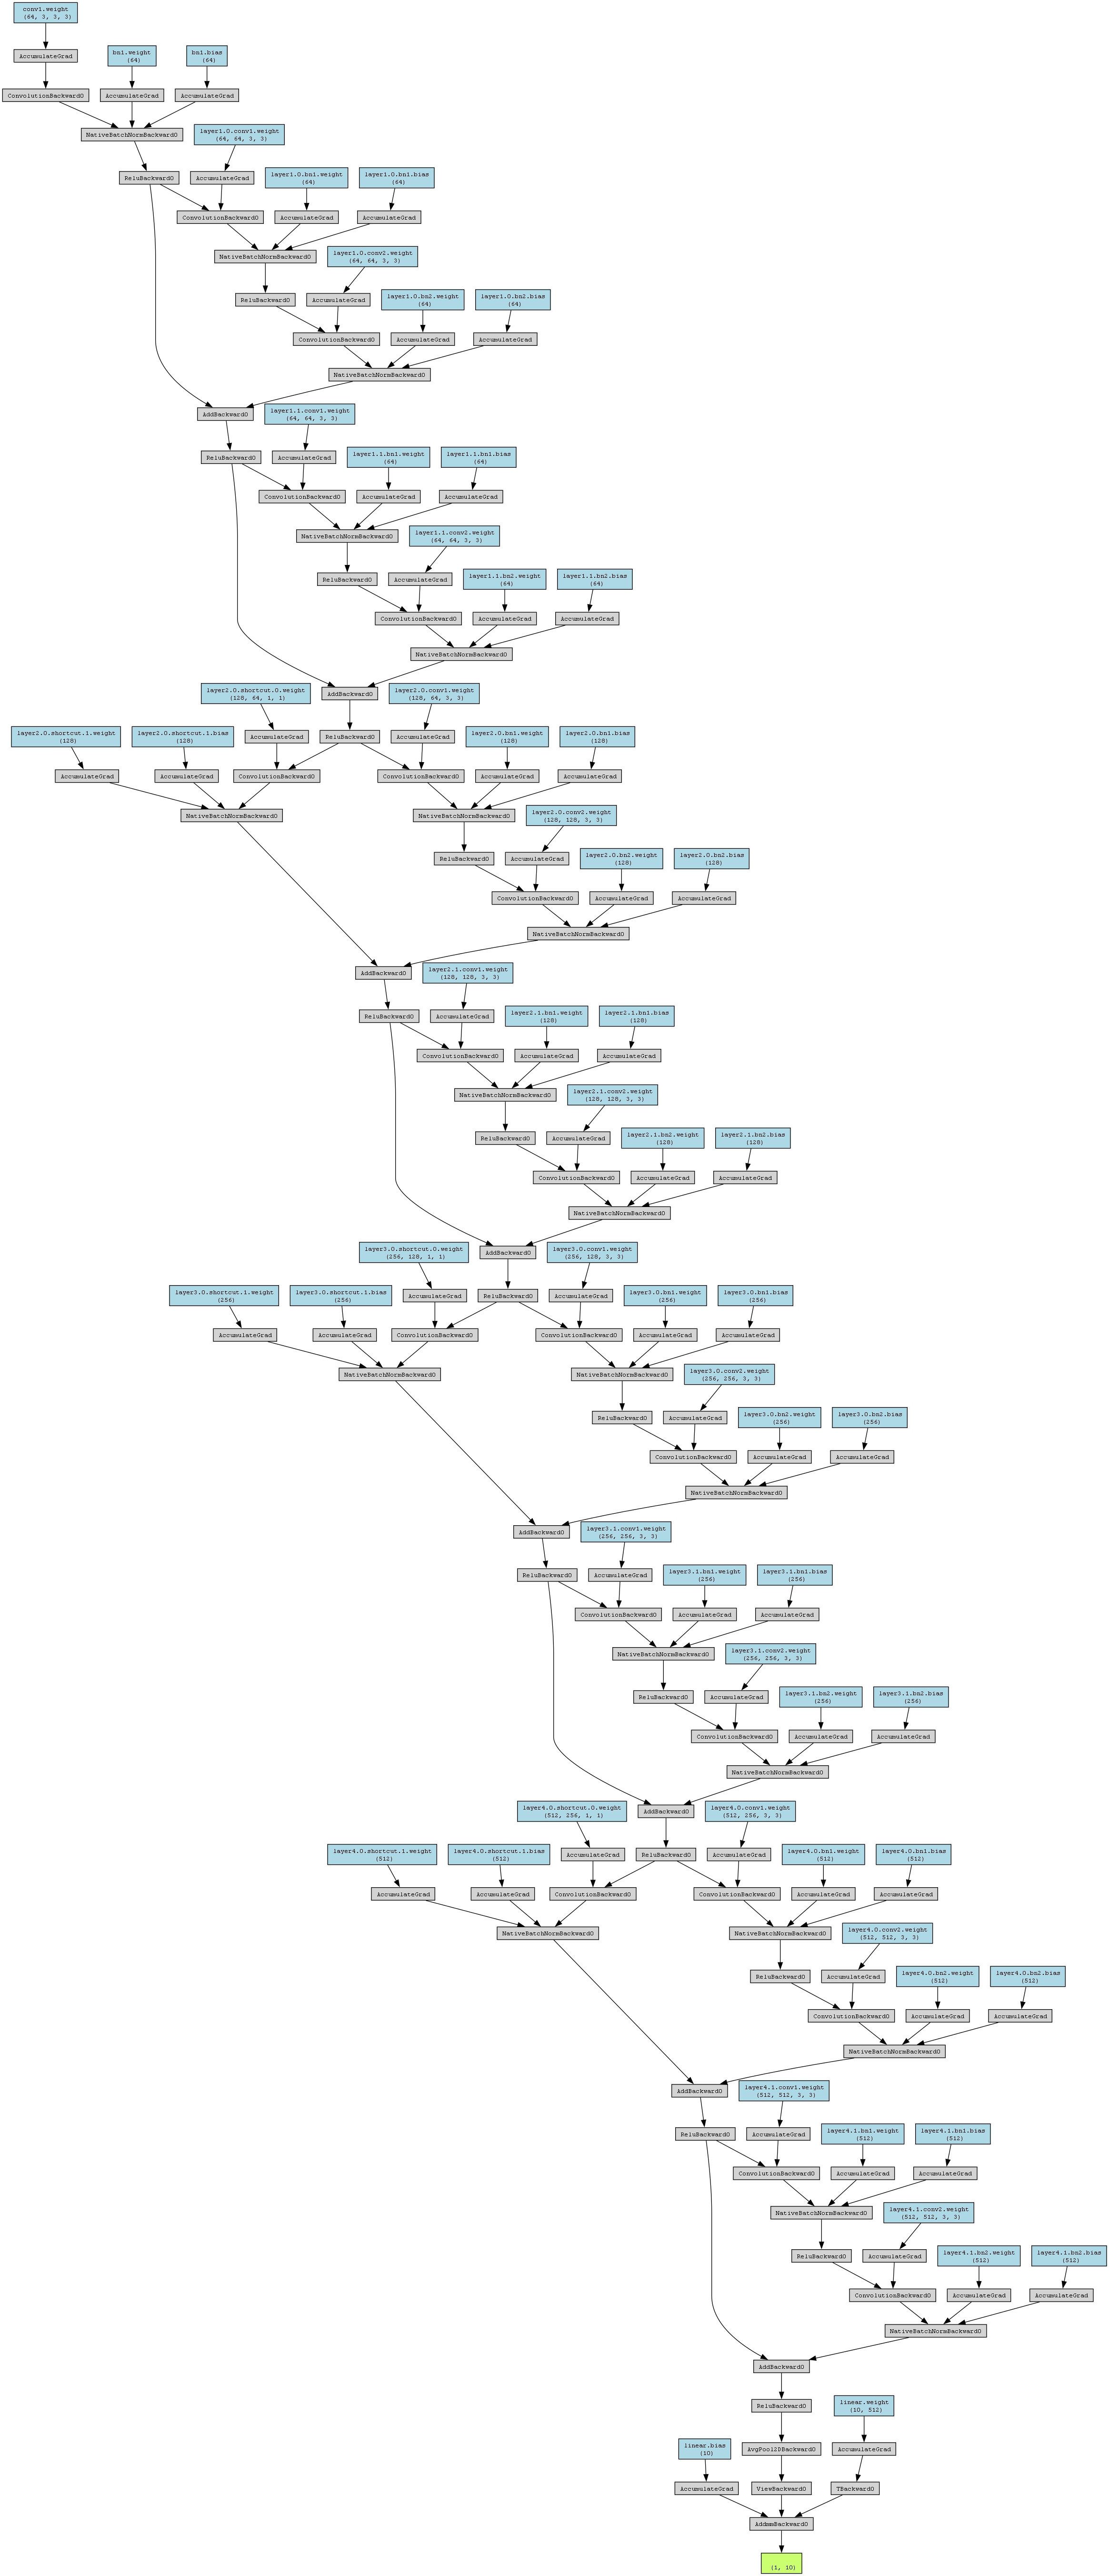 conv1.weight
(64, 3, 3, 3)
AccumulateGrad
bn1.weight
(64)
bn1.bias
(64)
ConvolutionBackward0
AccumulateGrad
AccumulateGrad
NativeBatchNormBackward0
layer1.0.conv1.weight
(64, 64, 3, 3)
ReluBackward0
AccumulateGrad
layer1.0.bn1.weight
(64)
layer1.0.bn1.bias
(64)
ConvolutionBackward0
AccumulateGrad
AccumulateGrad
NativeBatchNormBackward0
layer1.0.conv2.weight
(64, 64, 3, 3)
ReluBackward0
AccumulateGrad
layer1.0.bn2.weight
(64)
layer1.0.bn2.bias
(64)
ConvolutionBackward0
AccumulateGrad
AccumulateGrad
NativeBatchNormBackward0
AddBackward0
layer1.1.conv1.weight
(64, 64, 3, 3)
ReluBackward0
AccumulateGrad
layer1.1.bn1.weight
(64)
layer1.1.bn1.bias
(64)
ConvolutionBackward0
AccumulateGrad
AccumulateGrad
NativeBatchNormBackward0
layer1.1.conv2.weight
(64, 64, 3, 3)
ReluBackward0
AccumulateGrad
layer1.1.bn2.weight
(64)
layer1.1.bn2.bias
(64)
ConvolutionBackward0
AccumulateGrad
AccumulateGrad
NativeBatchNormBackward0
layer2.0.shortcut.0.weight
(128, 64, 1, 1)
AddBackward0
layer2.0.conv1.weight
(128, 64, 3, 3)
layer2.0.shortcut.1.weight
(128)
layer2.0.shortcut.1.bias
(128)
AccumulateGrad
ReluBackward0
AccumulateGrad
layer2.0.bn1.weight
(128)
layer2.0.bn1.bias
(128)
AccumulateGrad
AccumulateGrad
ConvolutionBackward0
ConvolutionBackward0
AccumulateGrad
AccumulateGrad
NativeBatchNormBackward0
NativeBatchNormBackward0
layer2.0.conv2.weight
(128, 128, 3, 3)
ReluBackward0
AccumulateGrad
layer2.0.bn2.weight
(128)
layer2.0.bn2.bias
(128)
ConvolutionBackward0
AccumulateGrad
AccumulateGrad
NativeBatchNormBackward0
AddBackward0
layer2.1.conv1.weight
(128, 128, 3, 3)
ReluBackward0
AccumulateGrad
layer2.1.bn1.weight
(128)
layer2.1.bn1.bias
(128)
ConvolutionBackward0
AccumulateGrad
AccumulateGrad
NativeBatchNormBackward0
layer2.1.conv2.weight
(128, 128, 3, 3)
ReluBackward0
AccumulateGrad
layer2.1.bn2.weight
(128)
layer2.1.bn2.bias
(128)
ConvolutionBackward0
AccumulateGrad
AccumulateGrad
NativeBatchNormBackward0
layer3.0.shortcut.0.weight
(256, 128, 1, 1)
AddBackward0
layer3.0.conv1.weight
(256, 128, 3, 3)
layer3.0.shortcut.1.weight
(256)
layer3.0.shortcut.1.bias
(256)
AccumulateGrad
ReluBackward0
AccumulateGrad
layer3.0.bn1.weight
(256)
layer3.0.bn1.bias
(256)
AccumulateGrad
AccumulateGrad
ConvolutionBackward0
ConvolutionBackward0
AccumulateGrad
AccumulateGrad
NativeBatchNormBackward0
NativeBatchNormBackward0
layer3.0.conv2.weight
(256, 256, 3, 3)
ReluBackward0
AccumulateGrad
layer3.0.bn2.weight
(256)
layer3.0.bn2.bias
(256)
ConvolutionBackward0
AccumulateGrad
AccumulateGrad
NativeBatchNormBackward0
AddBackward0
layer3.1.conv1.weight
(256, 256, 3, 3)
ReluBackward0
AccumulateGrad
layer3.1.bn1.weight
(256)
layer3.1.bn1.bias
(256)
ConvolutionBackward0
AccumulateGrad
AccumulateGrad
NativeBatchNormBackward0
layer3.1.conv2.weight
(256, 256, 3, 3)
ReluBackward0
AccumulateGrad
layer3.1.bn2.weight
(256)
layer3.1.bn2.bias
(256)
ConvolutionBackward0
AccumulateGrad
AccumulateGrad
NativeBatchNormBackward0
layer4.0.shortcut.0.weight
(512, 256, 1, 1)
AddBackward0
layer4.0.conv1.weight
(512, 256, 3, 3)
layer4.0.shortcut.1.weight
(512)
layer4.0.shortcut.1.bias
(512)
AccumulateGrad
ReluBackward0
AccumulateGrad
layer4.0.bn1.weight
(512)
layer4.0.bn1.bias
(512)
AccumulateGrad
AccumulateGrad
ConvolutionBackward0
ConvolutionBackward0
AccumulateGrad
AccumulateGrad
NativeBatchNormBackward0
NativeBatchNormBackward0
layer4.0.conv2.weight
(512, 512, 3, 3)
ReluBackward0
AccumulateGrad
layer4.0.bn2.weight
(512)
layer4.0.bn2.bias
(512)
ConvolutionBackward0
AccumulateGrad
AccumulateGrad
NativeBatchNormBackward0
AddBackward0
layer4.1.conv1.weight
(512, 512, 3, 3)
ReluBackward0
AccumulateGrad
layer4.1.bn1.weight
(512)
layer4.1.bn1.bias
(512)
ConvolutionBackward0
AccumulateGrad
AccumulateGrad
NativeBatchNormBackward0
layer4.1.conv2.weight
(512, 512, 3, 3)
ReluBackward0
AccumulateGrad
layer4.1.bn2.weight
(512)
layer4.1.bn2.bias
(512)
ConvolutionBackward0
AccumulateGrad
AccumulateGrad
NativeBatchNormBackward0
AddBackward0
ReluBackward0
linear.weight
(10, 512)
linear.bias
(10)
AvgPool2DBackward0
AccumulateGrad
AccumulateGrad
ViewBackward0
TBackward0
AddmmBackward0
(1, 10)